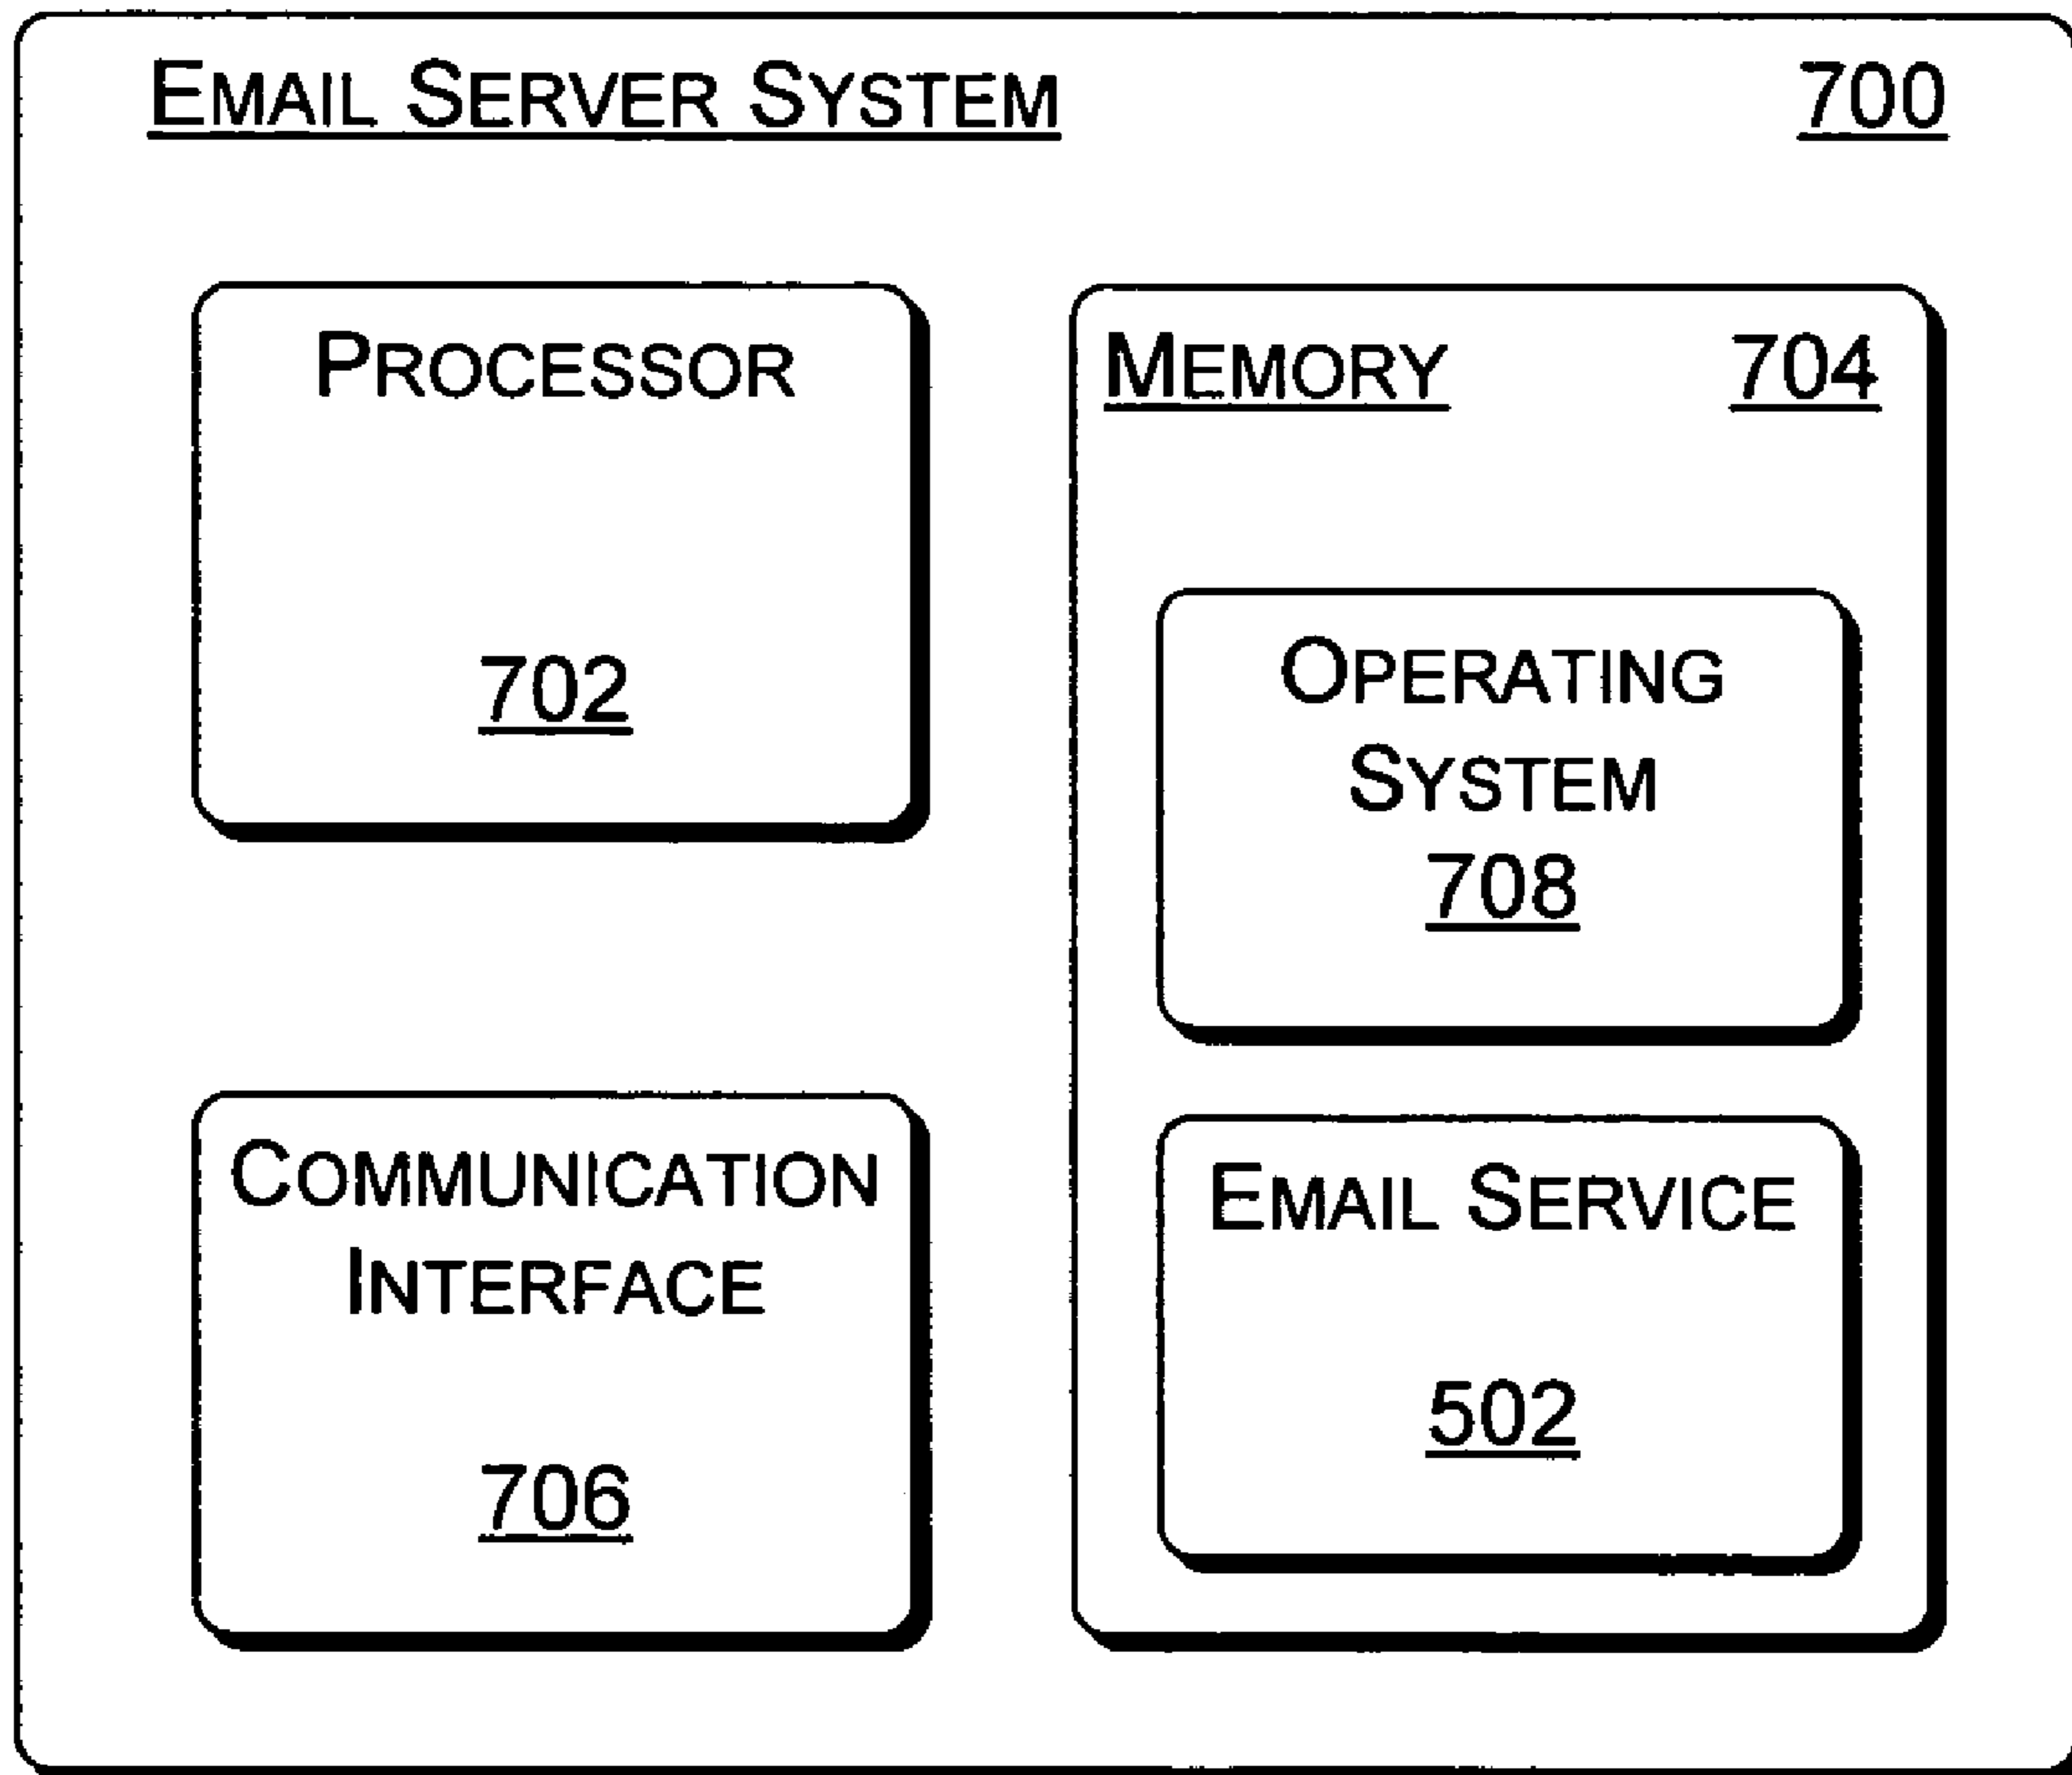 EMAIL SERVER SYSTEM 700
PROCESSOR
702
COMMUNICATION
INTERFACE
706
MEMORY 704
OPERATING
SYSTEM
708
EMAIL SERVICE
502